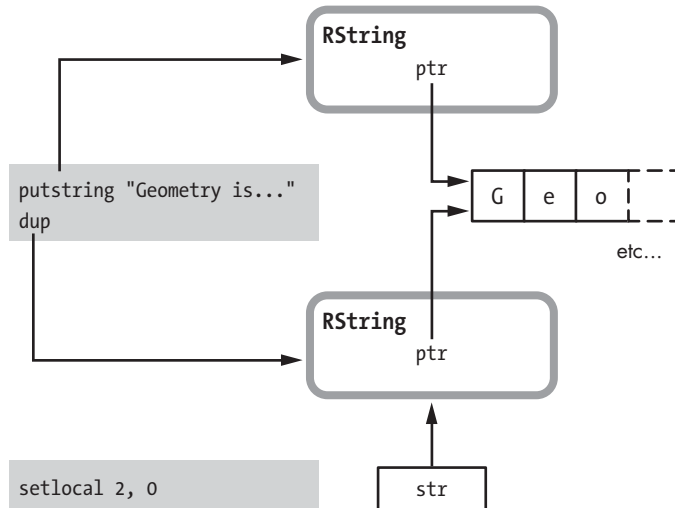 RString
ptr
putstring "Geometry is..."
dup
G e o
etc...
RString
ptr
setlocal 2, 0
str